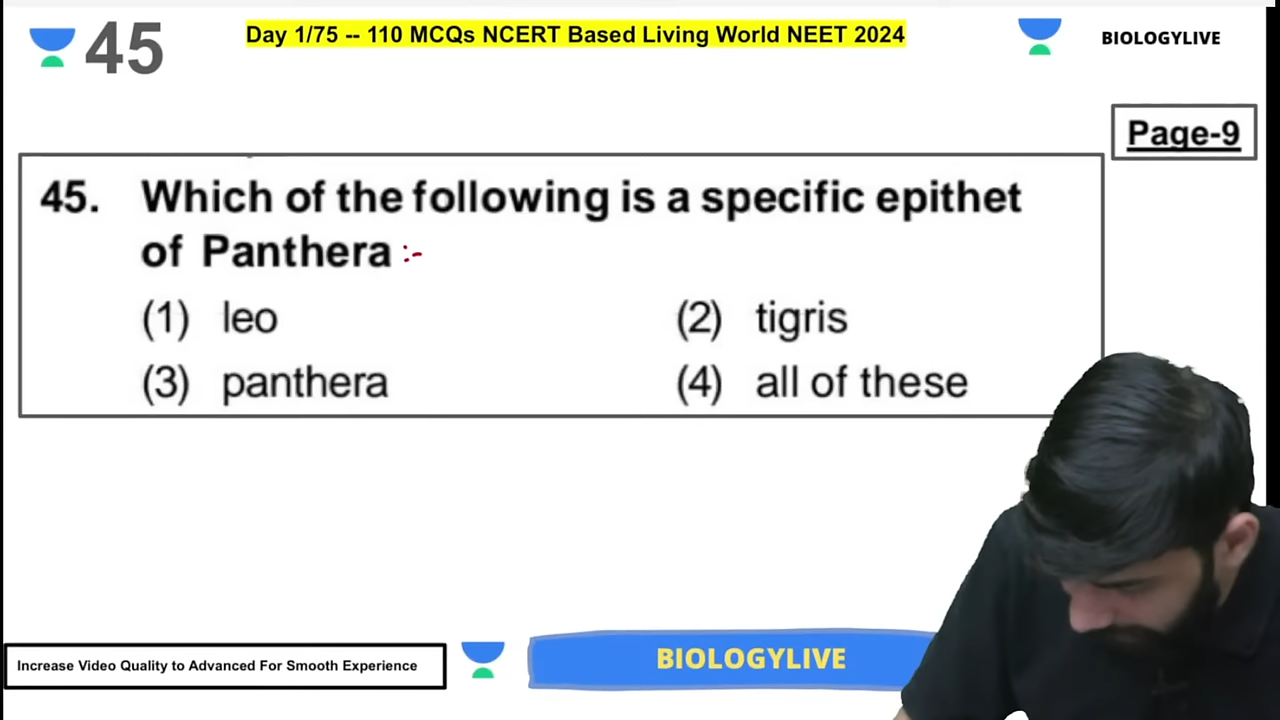 45
Day 1/75 -- 110 MCQs NCERT Based Living World NEET 2024
BIOLOGYLIVE
Page-9
45. Which of the following is a specific epithet
of Panthera :-
(1) leo
(2) tigris
(3) panthera
(4) all of these
Increase Video Quality to Advanced For Smooth Experience
BIOLOGYLIVE